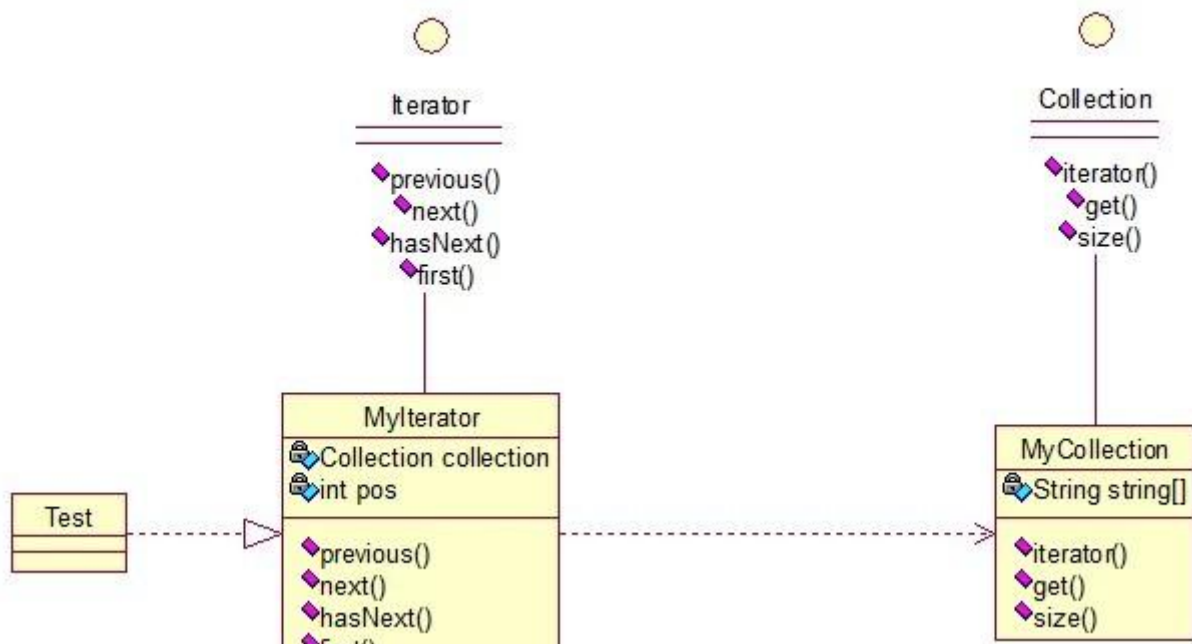 Iterator
previous()
next()
hasNext()
first()
Collection
iterator()
get()
size()
Test
MyIterator
Collection collection
int pos
previous()
next()
hasNext()
MyCollection
String string[]
iterator()
get()
size()